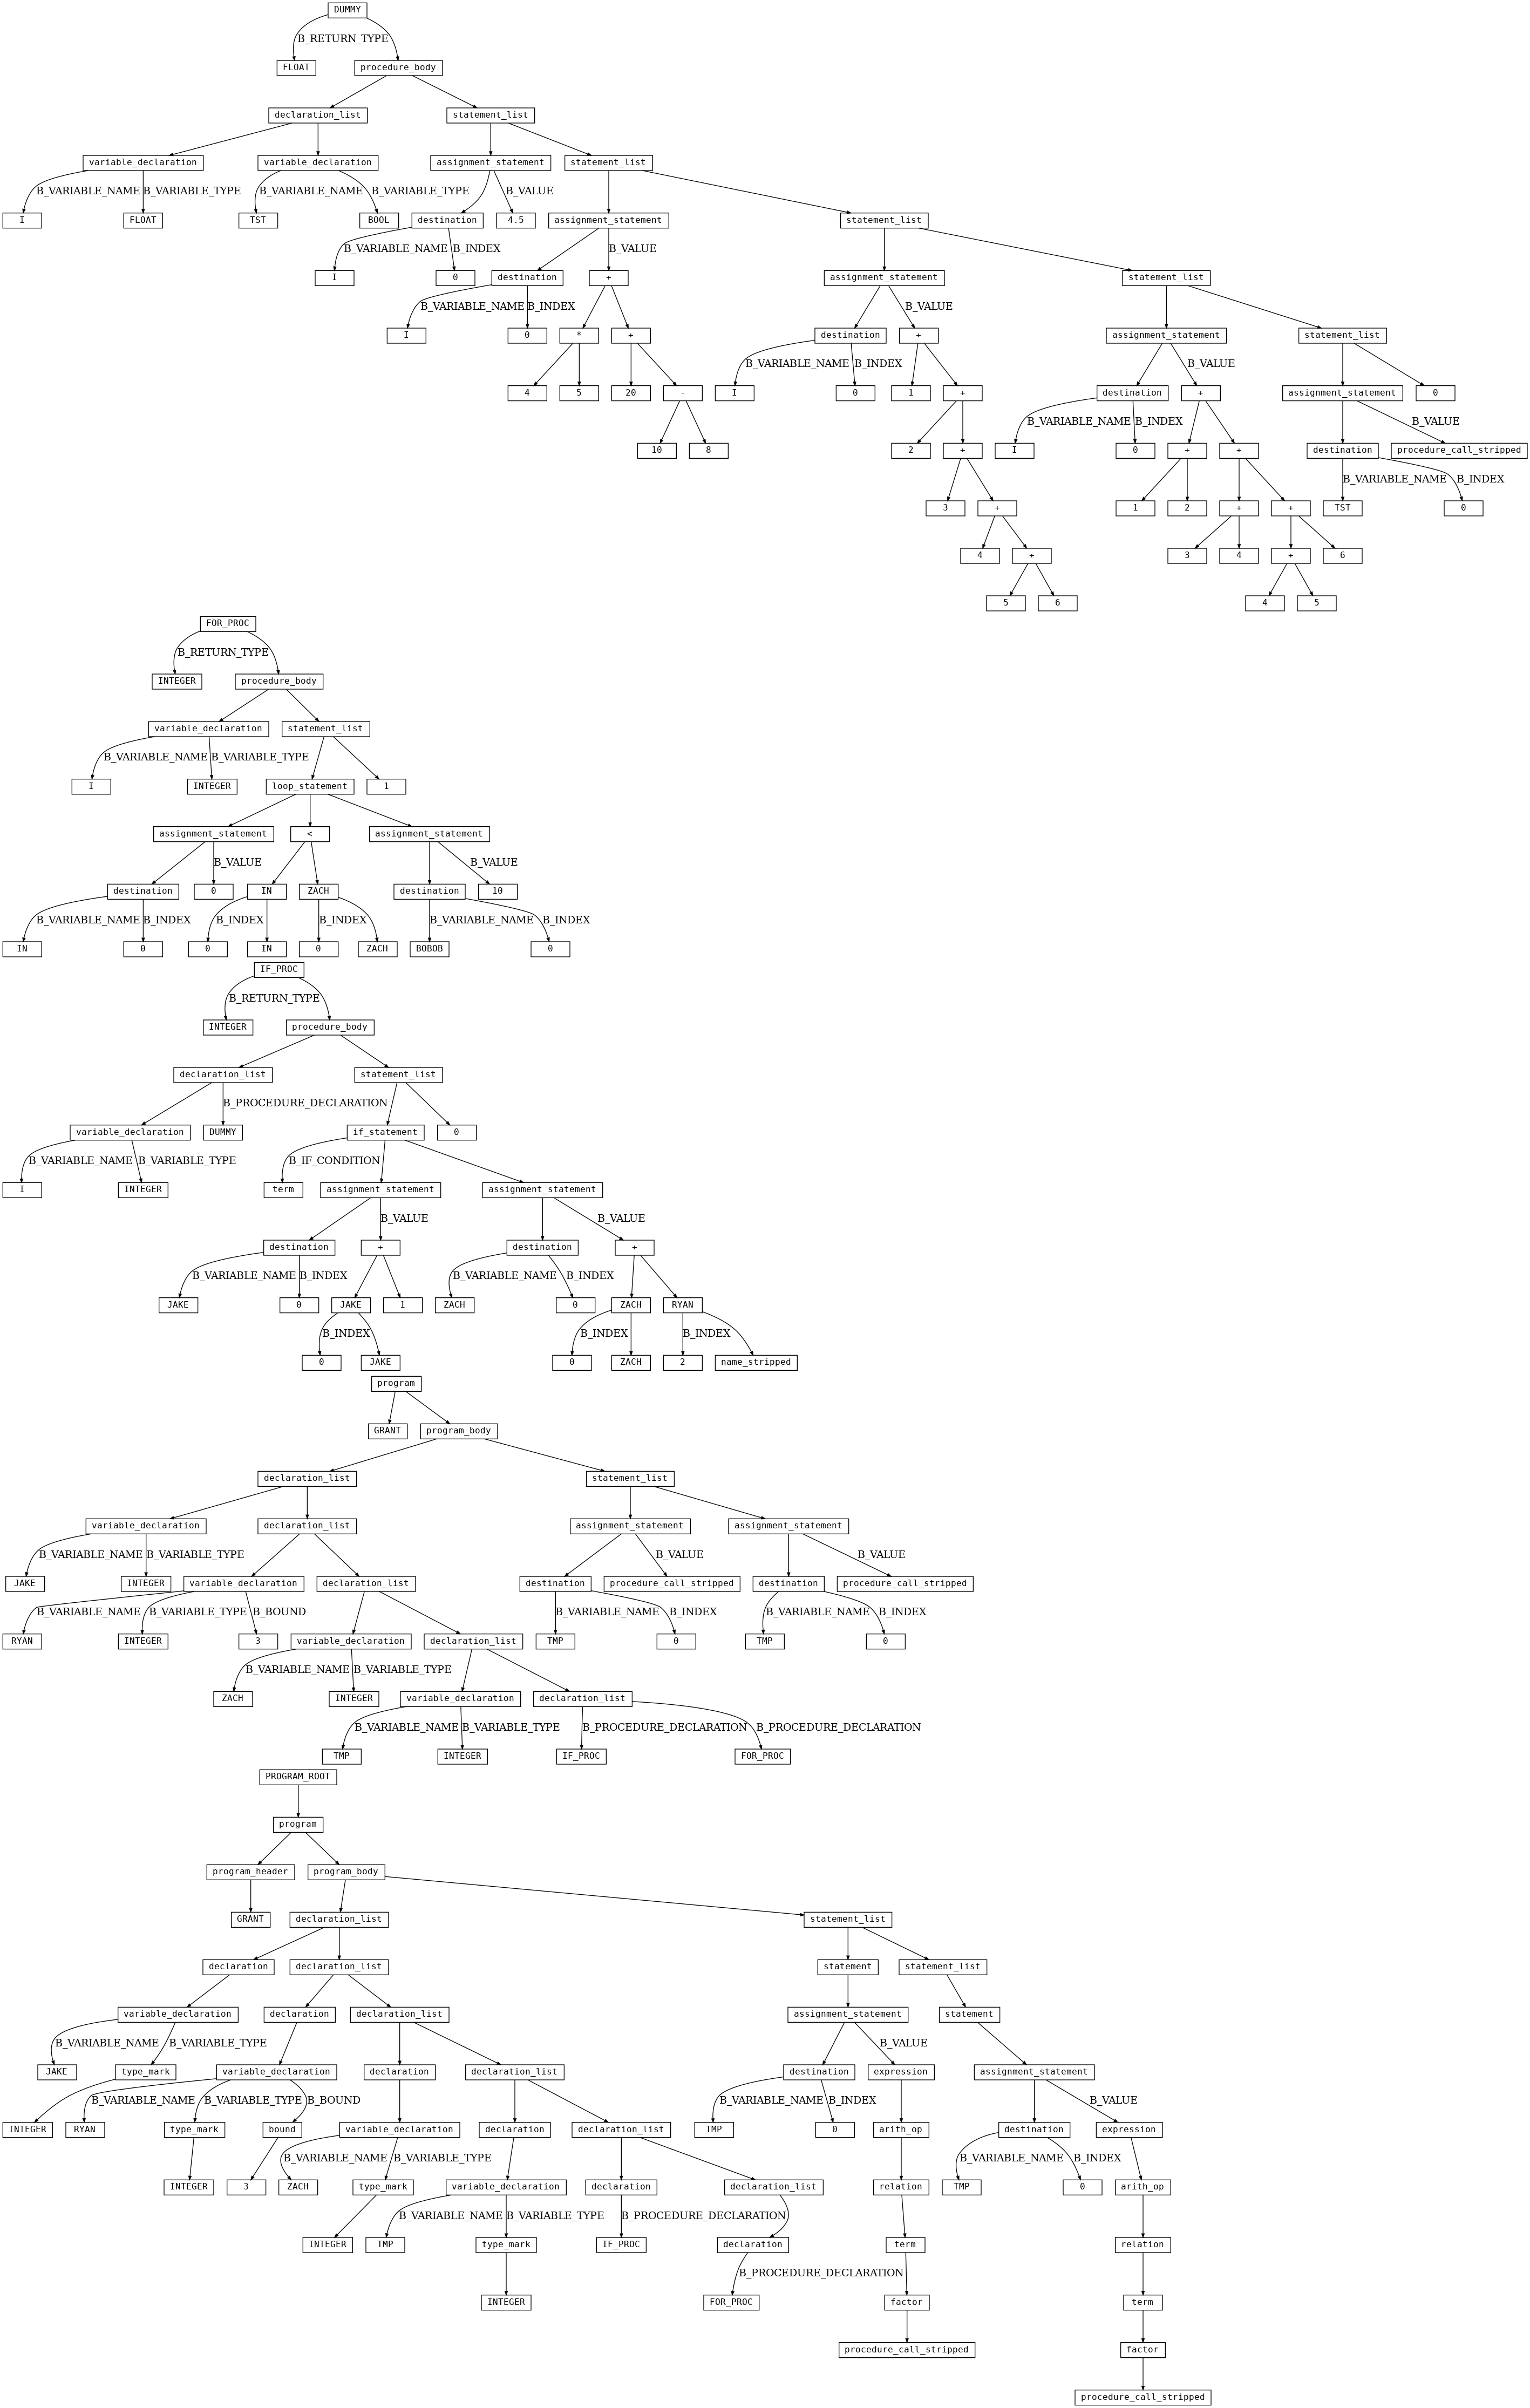 DUMMY
B_RETURN_TYPE
FLOAT procedure_body
declaration_list statement_list
variable_declaration variable_declaration assignment_statement statement_list
B_VARIABLE_NAME B_VARIABLE_TYPE B_VARIABLE_NAME B_VARIABLE_TYPE B_VALUE
I FLOAT TST BOOL destination 4.5 assignment_statement statement_list
B_VARIABLE_NAME B_INDEX B_VALUE
I 0 destination + assignment_statement statement_list
B_VARIABLE_NAME B_INDEX B_VALUE
I 0 * + destination + assignment_statement statement_list
B_VARIABLE_NAME B_INDEX B_VALUE
4 5 20 - I 0 1 + destination + assignment_statement 0
B_VARIABLE_NAME B_INDEX B_VALUE
10 8 2 + I 0 + + destination procedure_call_stripped
B_VARIABLE_NAME B_INDEX
3 + 1 2 + + TST 0
4 + 3 4 + 6
5 6 4 5
FOR_PROC
B_RETURN_TYPE
INTEGER procedure_body
variable_declaration statement_list
B_VARIABLE_NAME B_VARIABLE_TYPE
I INTEGER loop_statement 1
assignment_statement < assignment_statement
B_VALUE B_VALUE
destination 0 IN ZACH destination 10
B_VARIABLE_NAME B_INDEX B_INDEX B_INDEX B_VARIABLE_NAME B_INDEX
IN 0 0 IN 0 ZACH BOBOB 0
IF_PROC
B_RETURN_TYPE
INTEGER procedure_body
declaration_list statement_list
B_PROCEDURE_DECLARATION
variable_declaration DUMMY if_statement 0
B_VARIABLE_NAME B_VARIABLE_TYPE B_IF_CONDITION
I INTEGER term assignment_statement assignment_statement
B_VALUE B_VALUE
destination + destination +
B_VARIABLE_NAME B_INDEX B_VARIABLE_NAME B_INDEX
JAKE 0 JAKE 1 ZACH 0 ZACH RYAN
B_INDEX B_INDEX B_INDEX
0 JAKE 0 ZACH 2 name_stripped
program
GRANT program_body
declaration_list statement_list
variable_declaration declaration_list assignment_statement assignment_statement
B_VARIABLE_NAME B_VARIABLE_TYPE B_VALUE B_VALUE
JAKE INTEGER variable_declaration declaration_list destination procedure_call_stripped destination procedure_call_stripped
B_VARIABLE_NAME B_VARIABLE_TYPE B_BOUND B_VARIABLE_NAME B_INDEX B_VARIABLE_NAME B_INDEX
RYAN INTEGER 3 variable_declaration declaration_list TMP 0 TMP 0
B_VARIABLE_NAME B_VARIABLE_TYPE
ZACH INTEGER variable_declaration declaration_list
B_VARIABLE_NAME B_VARIABLE_TYPE B_PROCEDURE_DECLARATION B_PROCEDURE_DECLARATION
TMP INTEGER IF_PROC FOR_PROC
PROGRAM_ROOT
program
program_header program_body
GRANT declaration_list statement_list
declaration declaration_list statement statement_list
variable_declaration declaration declaration_list assignment_statement statement
B_VARIABLE_NAME B_VARIABLE_TYPE B_VALUE
JAKE type_mark variable_declaration declaration declaration_list destination expression assignment_statement
B_VARIABLE_NAME B_VARIABLE_TYPE B_BOUND B_VARIABLE_NAME B_INDEX B_VALUE
INTEGER RYAN type_mark bound variable_declaration declaration declaration_list TMP 0 arith_op destination expression
B_VARIABLE_NAME B_VARIABLE_TYPE B_VARIABLE_NAME B_INDEX
INTEGER 3 ZACH type_mark variable_declaration declaration declaration_list relation TMP 0 arith_op
B_VARIABLE_NAME B_VARIABLE_TYPE B_PROCEDURE_DECLARATION
INTEGER TMP type_mark IF_PROC declaration term relation
B_PROCEDURE_DECLARATION
INTEGER FOR_PROC factor term
procedure_call_stripped factor
procedure_call_stripped